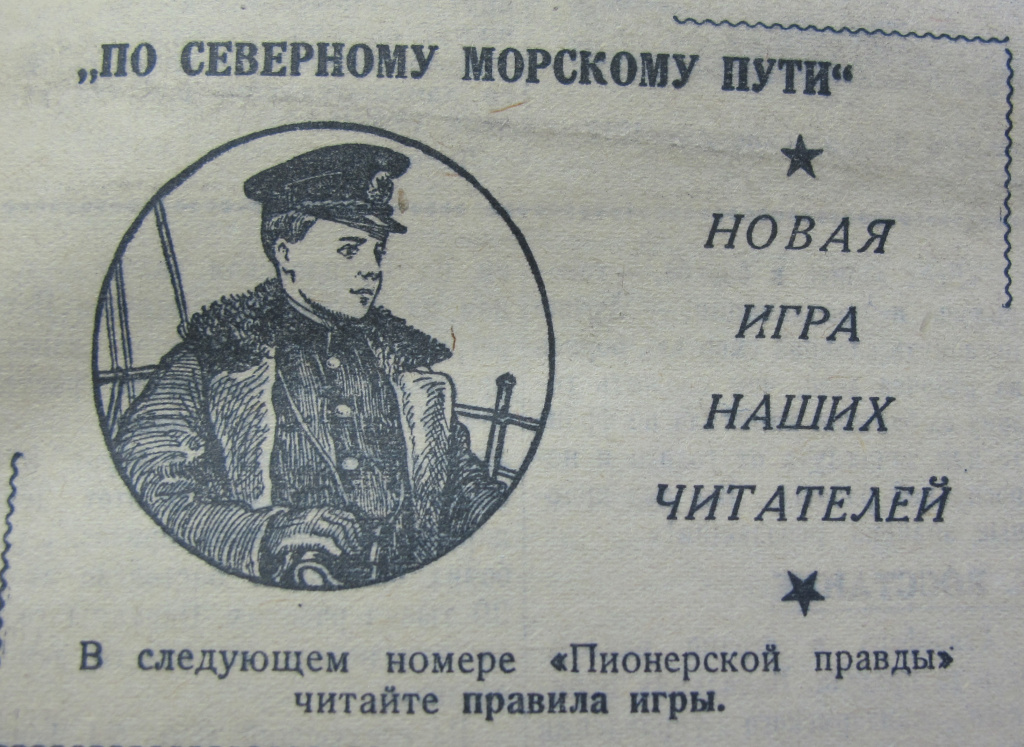 „ПО СЕВЕРНОМУ МОРСКОМУ ПУТИ“
НОВАЯ
ИГРА
НАШИХ
ЧИТАТЕЛЕЙ
В следующем номере «Пионерской правды»
читайте правила игры.